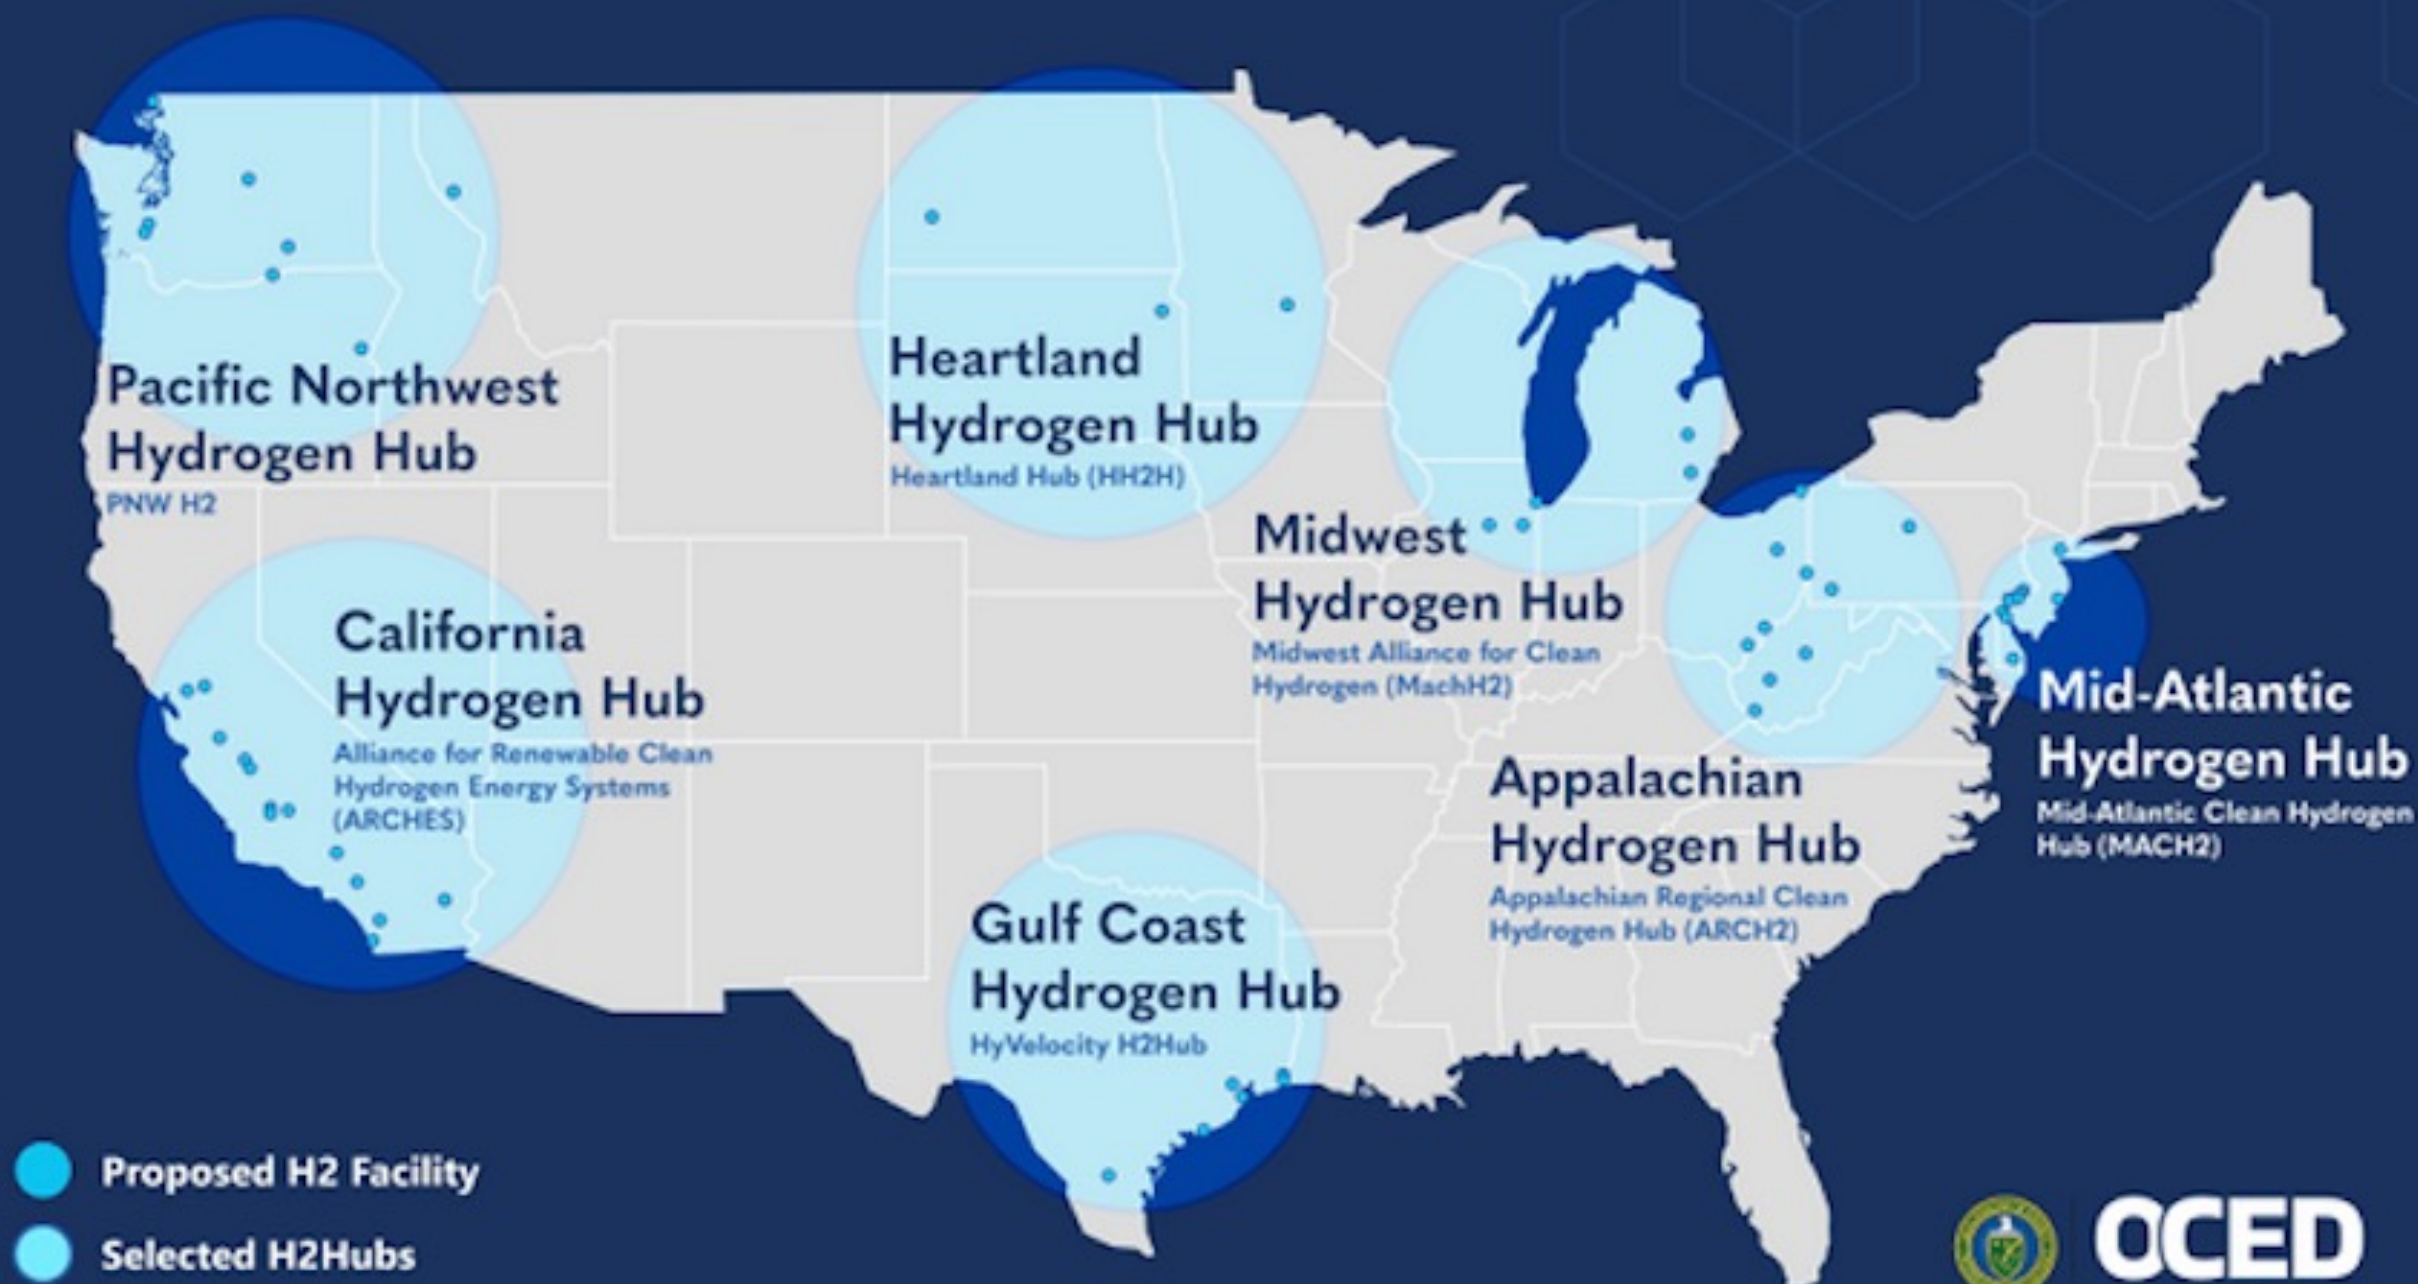 Pacific Northwest
Hydrogen Hub
PNW H2
Heartland
Hydrogen Hub
Heartland Hub (HH2H)
Midwest
Hydrogen Hub
Midwest Alliance for Clean
Hydrogen (MachH2)
California
Hydrogen Hub
Alliance for Renewable Clean
Hydrogen Energy Systems
(ARCHES)
Mid-Atlantic
Hydrogen Hub
Mid-Atlantic Clean Hydrogen
Hub (MACH2)
Appalachian
Hydrogen Hub
Appalachian Regional Clean
Hydrogen Hub (ARCH2)
Gulf Coast
Hydrogen Hub
HyVelocity H2Hub
Proposed H2 Facility
Selected H2Hubs
OCED